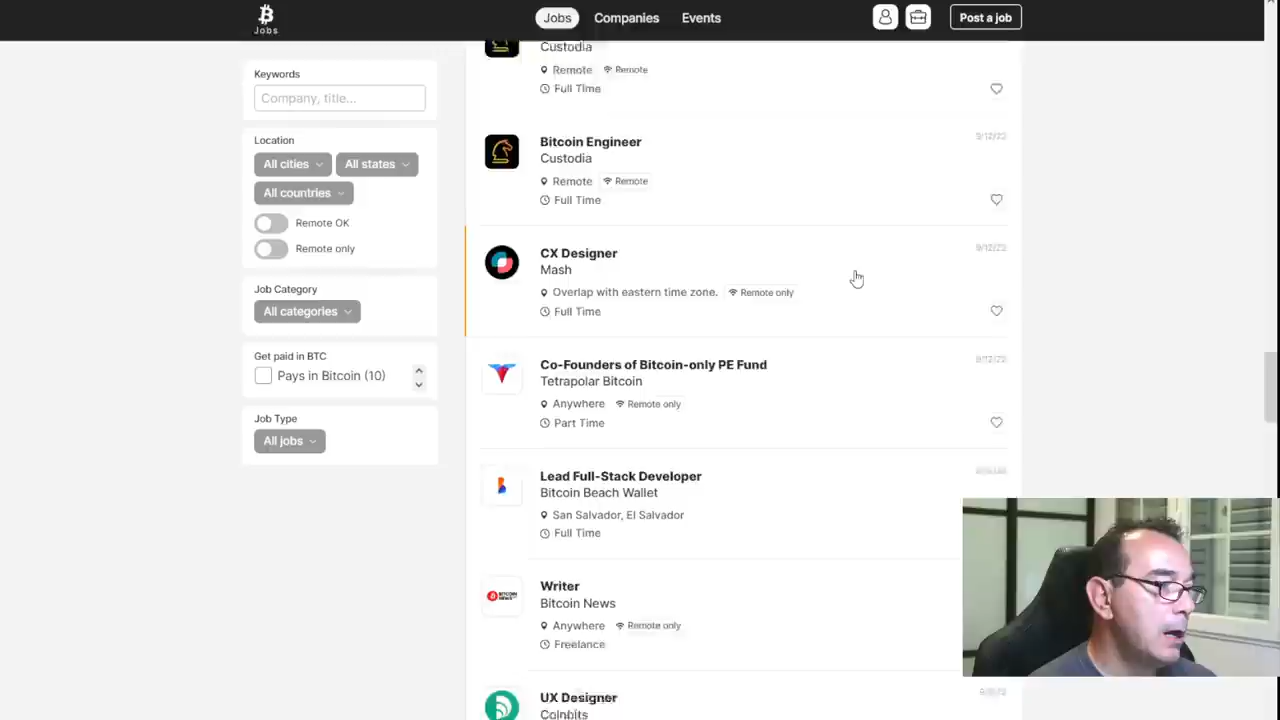 Jobs
Jobs
Companies
Events
Post a job
Keywords
Company, title...
Location
All cities
All states
All countries
Remote OK
Remote only
Job Category
All categories
Get paid in BTC
Pays in Bitcoin (10)
Job Type
All jobs
Custodia
Remote
Remote
Full Time
Bitcoin Engineer
Custodia
Remote
Remote
Full Time
CX Designer
Mash
Overlap with eastern time zone.
Remote only
Full Time
Co-Founders of Bitcoin-only PE Fund
Tetrapolar Bitcoin
Anywhere
Remote only
Part Time
Lead Full-Stack Developer
Bitcoin Beach Wallet
San Salvador, El Salvador
Full Time
BITCOIN
NEWS
Writer
Bitcoin News
Anywhere
Remote only
Freelance
UX Designer
Coinbits